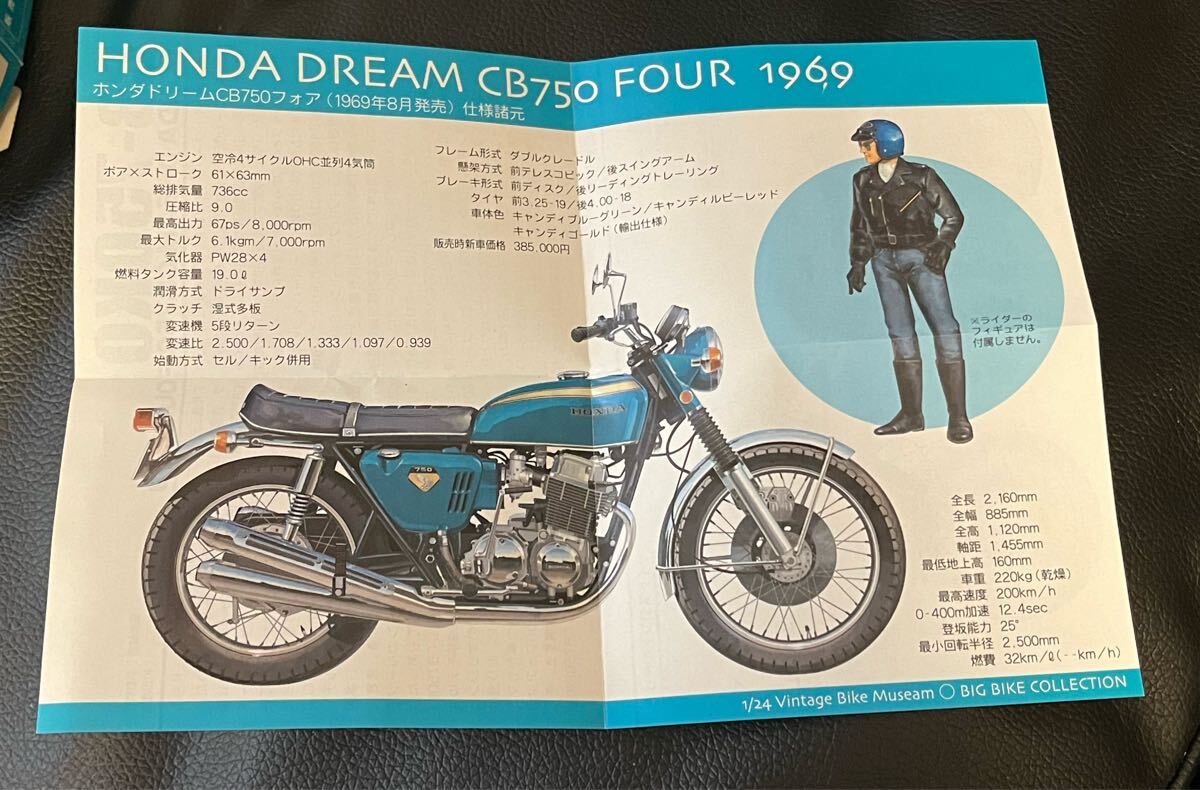 HONDA DREAM CB750 FOUR 1969
ホンダドリームCB750フォア(1969年8月発売)仕様諸元
エンジン 空冷4サイクルOHC並列4気筒
ボア×ストローク 61×63mm
総排気量 736cc
圧縮比 9.0
最高出力 67ps/8,000rpm
最大トルク 6.1kgm/7,000rpm
気化器 PW28×4
燃料タンク容量 19.0ℓ
潤滑方式 ドライサンプ
クラッチ 湿式多板
変速機 5段リターン
変速比 2.500/1.708/1.333/1.097/0.939
始動方式 セル/キック併用
フレーム形式 ダブルクレードル
懸架方式 前テレスコピック/後スイングアーム
ブレーキ形式 前ディスク/後リーディングトレーリング
タイヤ 前3.25-19/後4.00-18
車体色 キャンディブルーグリーン/キャンディルビーレッド
キャンディゴールド(輸出仕様)
販売時新車価格 385.000円
※ライダーの
フィギュアは
付属しません。
HONDA
750
全長 2,160mm
全幅 885mm
全高 1,120mm
軸距 1,455mm
最低地上高 160mm
車重 220kg(乾燥)
最高速度 200km/h
0-400m加速 12.4sec
登坂能力 25°
最小回転半径 2,500mm
燃費 32km/ℓ(--km/h)
1/24 Vintage Bike Museam ○ BIG BIKE COLLECTION